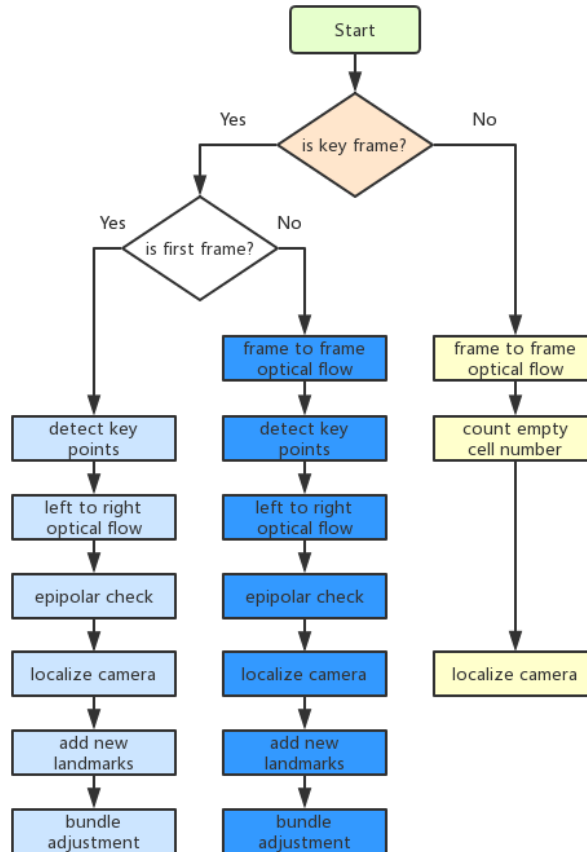 Start
Yes
is key frame?
No
Yes
is first frame?
No
frame to frame
optical flow
frame to frame
optical flow
detect key
points
detect key
points
count empty
cell number
left to right
optical flow
left to right
optical flow
epipolar check
epipolar check
localize camera
localize camera
localize camera
add new
landmarks
add new
landmarks
bundle
adjustment
bundle
adjustment